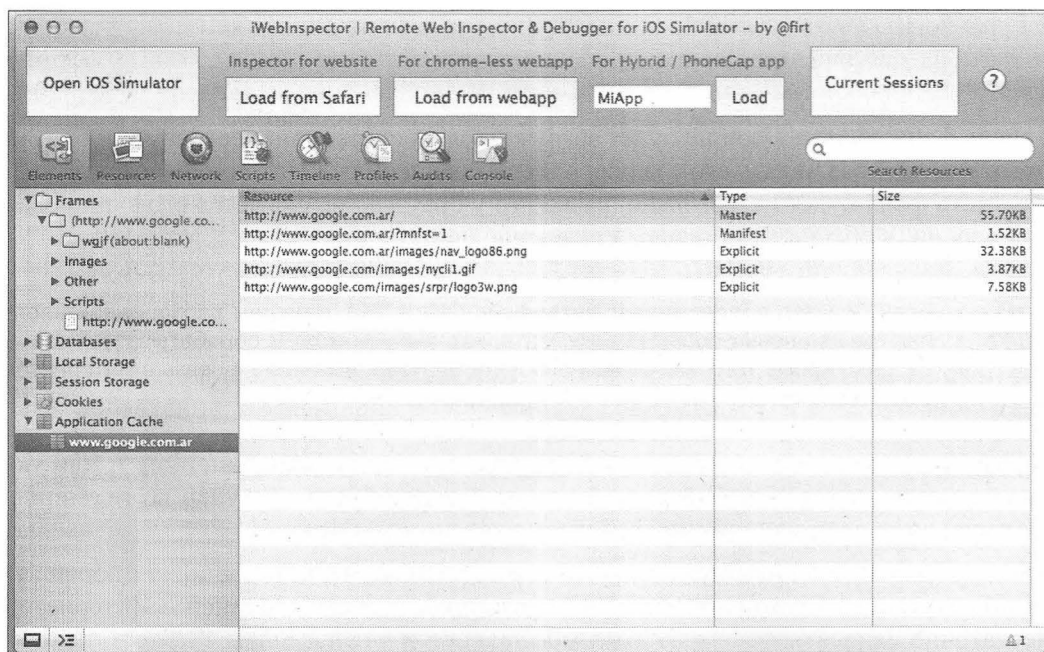 iWebInspector | Remote Web Inspector & Debugger for iOS Simulator – by @firt
Open iOS Simulator
Inspector for website
Load from Safari
For chrome-less webapp
Load from webapp
For Hybrid / PhoneGap app
MiApp
Load
Current Sessions
?
Elements Resources Network Scripts Timeline Profiles Audits Console
Search Resources
Frames
(http://www.google.co...
wgjf(about:blank)
Images
Other
Scripts
http://www.google.co...
Databases
Local Storage
Session Storage
Cookies
Application Cache
www.google.com.ar
Resource Type Size
http://www.google.com.ar/ Master 55.70KB
http://www.google.com.ar/?mnfst=1 Manifest 1.52KB
http://www.google.com.ar/images/nav_logo86.png Explicit 32.38KB
http://www.google.com/images/nycli1.gif Explicit 3.87KB
http://www.google.com/images/srpr/logo3w.png Explicit 7.58KB
1